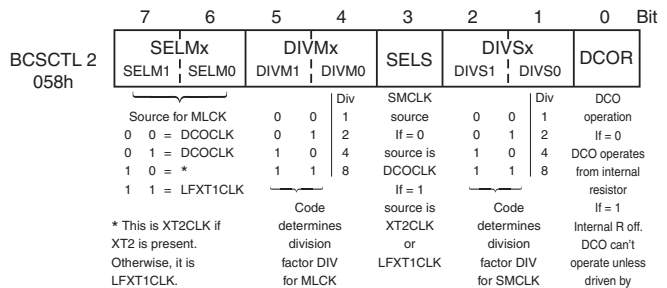 7 6 5 4 3 2 1 0 Bit
BCSCTL 2
058h
SELMx DIVMx SELS DIVSx DCOR
SELM1 SELM0 DIVM1 DIVM0 DIVS1 DIVS0
Div SMCLK Div DCO
Source for MLCK 0 0 1 source 0 0 1 operation
0 0 = DCOCLK 0 1 2 If = 0 0 1 2 If = 0
0 1 = DCOCLK 1 0 4 source is 1 0 4 DCO operates
1 0 = * 1 1 8 DCOCLK 1 1 8 from internal
1 1 = LFXT1CLK If = 1 resistor
Code source is Code If = 1
* This is XT2CLK if determines XT2CLK determines Internal R off.
XT2 is present. division or division DCO can't
Otherwise, it is factor DIV LFXT1CLK factor DIV operate unless
LFXT1CLK. for MLCK for SMCLK driven by